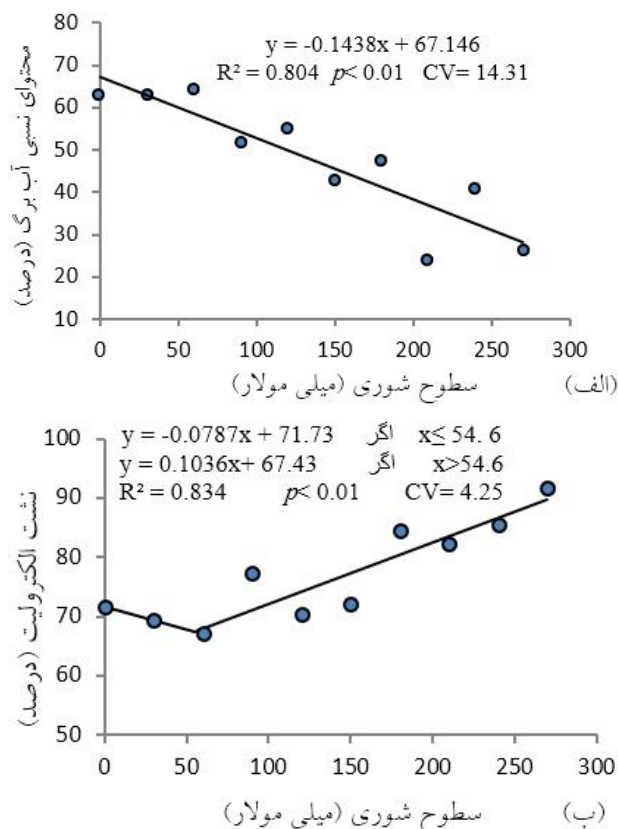 y = -0.1438x + 67.146
R² = 0.804 p< 0.01 CV= 14.31
محتوای نسبی آب برگ (درصد)
80
70
60
50
40
30
20
10
0 50 100 150 200 250 300
سطوح شوری (میلی مولار)
(الف)
y = -0.0787x + 71.73 اگر x≤ 54. 6
y = 0.1036x+ 67.43 اگر x>54.6
R² = 0.834 p< 0.01 CV= 4.25
نشت الکترولیت (درصد)
100
90
80
70
60
50
0 50 100 150 200 250 300
سطوح شوری (میلی مولار)
(ب)